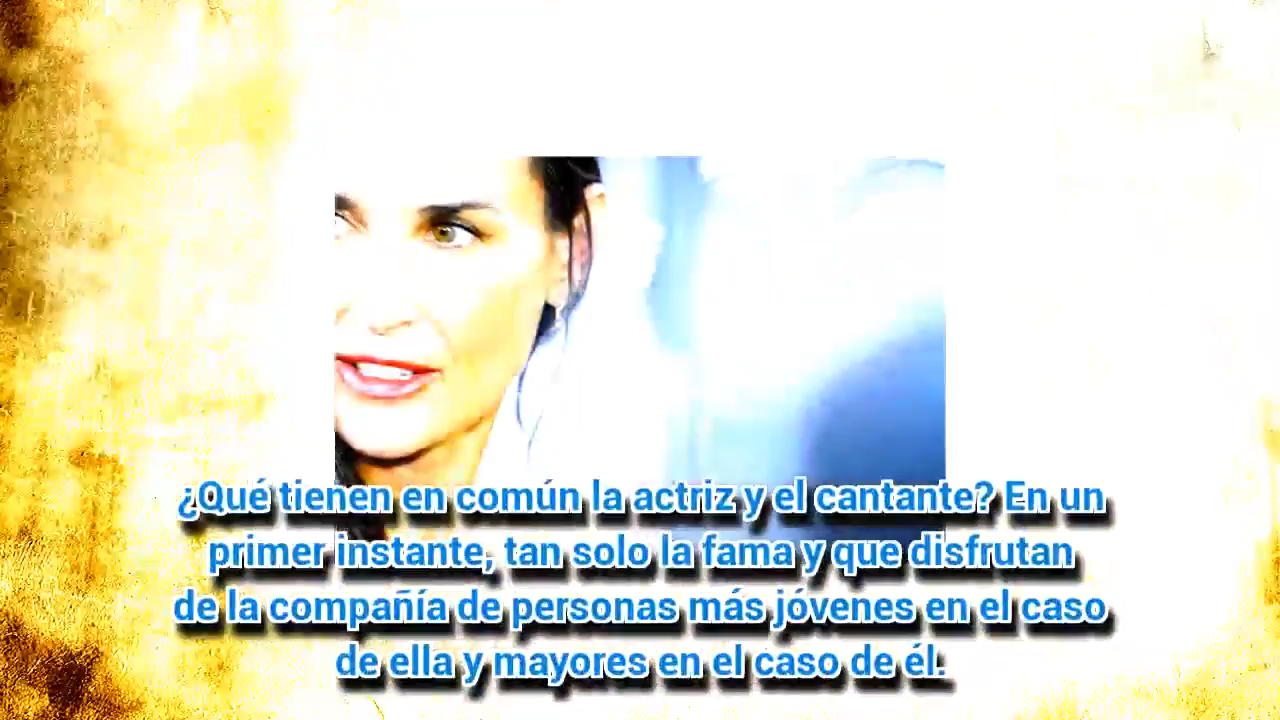 ¿Qué tienen en común la actriz y el cantante? En un
primer instante, tan solo la fama y que disfrutan
de la compañía de personas más jóvenes en el caso
de ella y mayores en el caso de él.